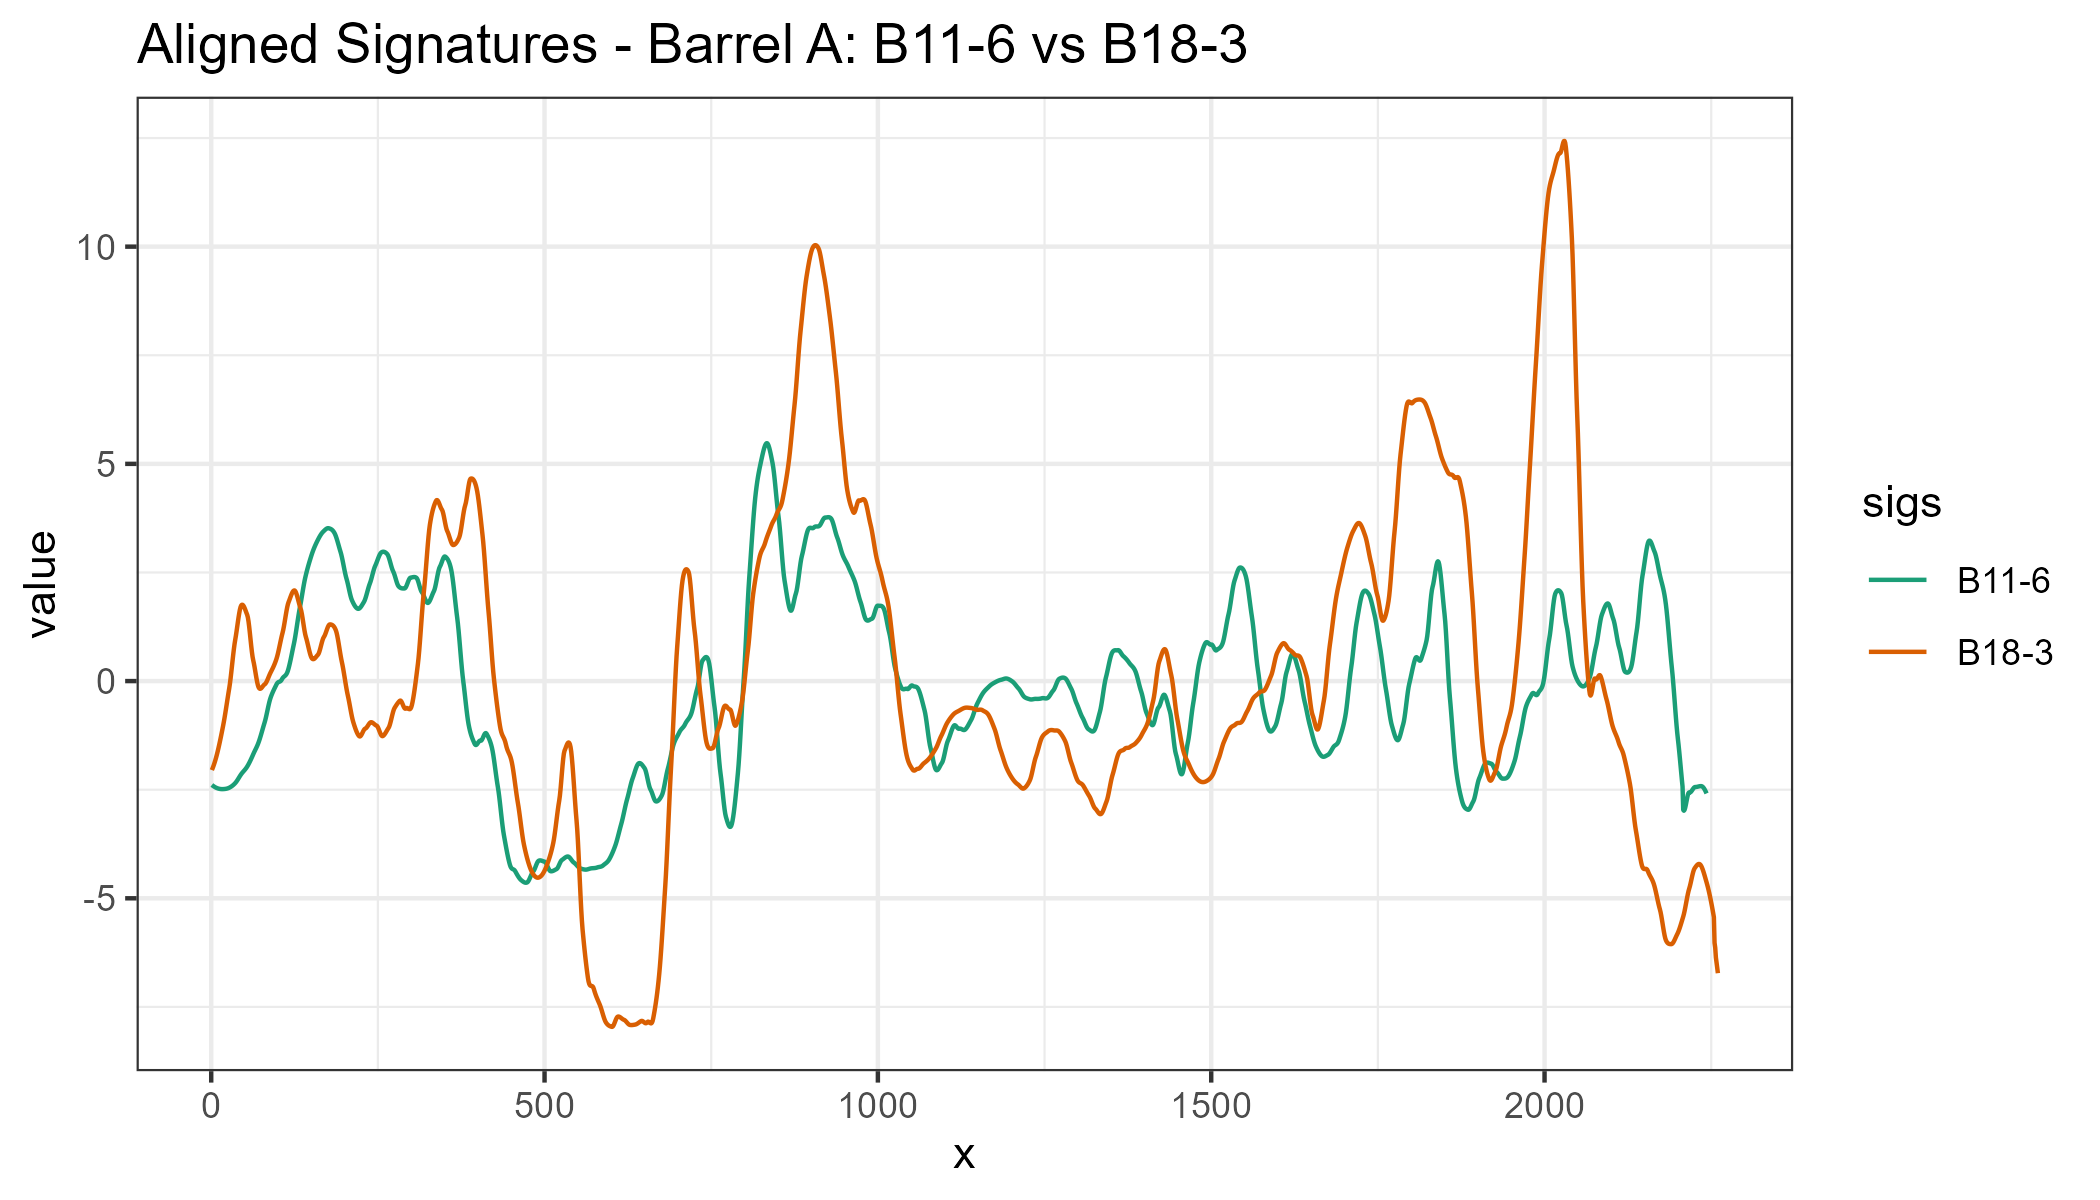 Aligned Signatures - Barrel A: B11-6 vs B18-3
10
5
0
-5
value
0 500 1000 1500 2000
x
sigs
B11-6
B18-3